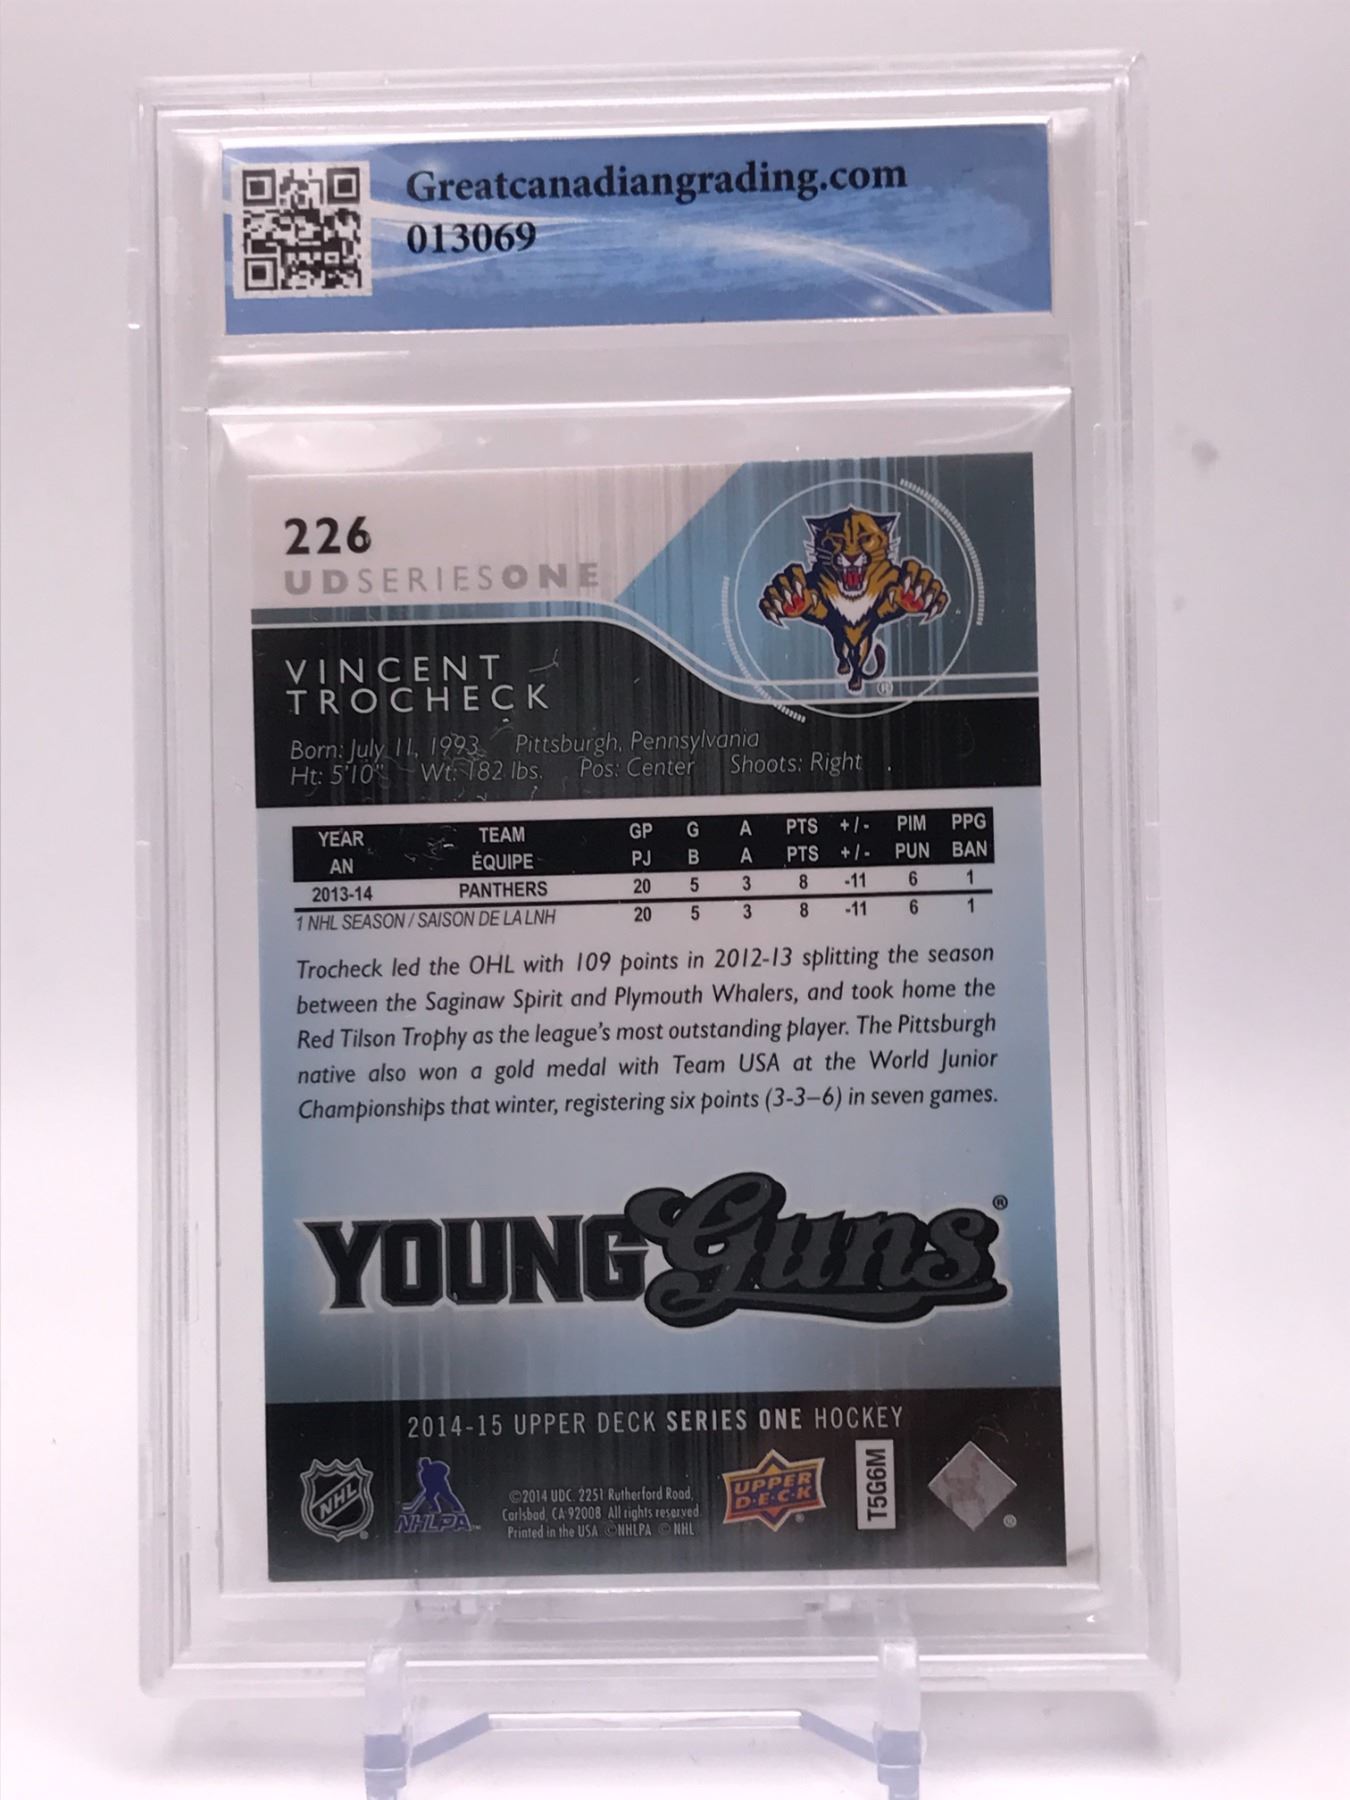 Greatcanadiangrading.com
013069
226
UDSERIESONE
VINCENT
TROCHECK
Born: July 11, 1993 Pittsburgh, Pennsylvania
Ht: 5'10" Wt: 182 lbs. Pos: Center Shoots: Right
YEAR TEAM GP G A PTS +/- PIM PPG
AN ÉQUIPE PJ B A PTS +/- PUN BAN
2013-14 PANTHERS 20 5 3 8 -11 6 1
1 NHL SEASON / SAISON DE LA LNH 20 5 3 8 -11 6 1
Trocheck led the OHL with 109 points in 2012-13 splitting the season
between the Saginaw Spirit and Plymouth Whalers, and took home the
Red Tilson Trophy as the league's most outstanding player. The Pittsburgh
native also won a gold medal with Team USA at the World Junior
Championships that winter, registering six points (3-3–6) in seven games.
YOUNG Guns®
2014-15 UPPER DECK SERIES ONE HOCKEY
NHL®
NHLPA™
©2014 UDC. 2251 Rutherford Road,
Carlsbad, CA 92008 All rights reserved.
Printed in the USA ©NHLPA © NHL
UPPER
D•E•C•K®
T5G6M
®